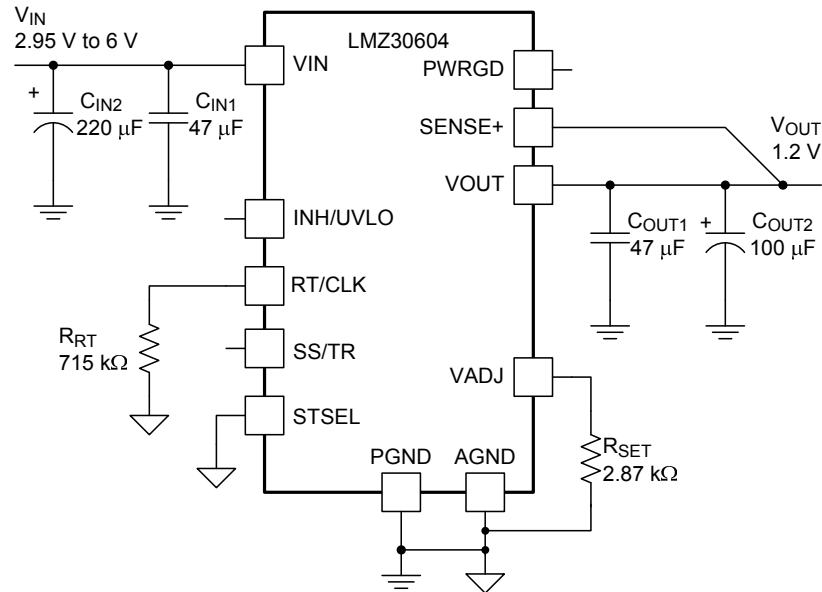 VIN
2.95 V to 6 V
LMZ30604
VIN
PWRGD
+
CIN2
220 μF
CIN1
47 μF
SENSE+
VOUT
1.2 V
VOUT
INH/UVLO
COUT1
47 μF
+
COUT2
100 μF
RT/CLK
RRT
715 kΩ
SS/TR
VADJ
STSEL
RSET
2.87 kΩ
PGND
AGND